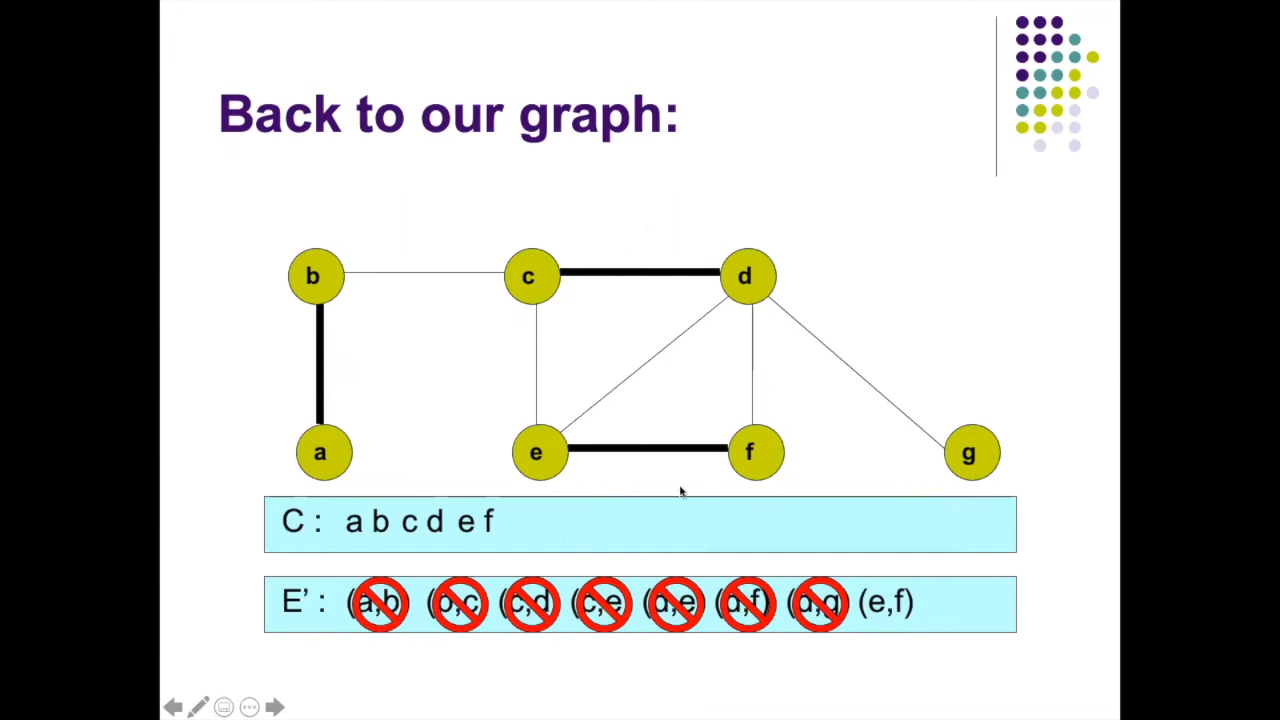 Back to our graph:
b c d
a e f g
C : a b c d e f
E’ : (a,b) (b,c) (c,d) (c,e) (d,e) (d,f) (d,g) (e,f)